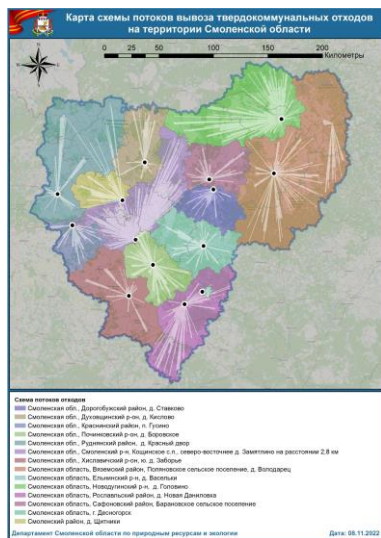 Карта схемы потоков вывоза твердокоммунальных отходов
на территории Смоленской области
0 25 50 100 150 200
Километры
Схема потоков отходов
Смоленская обл., Дорогобужский район, д. Ставково
Смоленская обл., Духовщинский р-он, д. Кислово
Смоленская обл., Краснинский район, п. Гусино
Смоленская обл., Починковский р-он, д. Боровское
Смоленская обл., Руднянский район, д. Красный двор
Смоленская обл., Смоленский р-н, Кощинское с.п., северо-восточнее д. Замятлино на расстоянии 2,8 км
Смоленская обл., Хиславичский р-он, ю. д. Заборье
Смоленская область, Вяземский район, Поляновское сельское поселение, д. Володарец
Смоленская область, Ельнинский р-н, д. Васельки
Смоленская область, Новодугинский р-н, д. Головино
Смоленская область, Рославльский район, д. Новая Даниловка
Смоленская область, Сафоновский район, Барановское сельское поселение
Смоленская область, г. Десногорск
Смоленский район, д. Щитники
Департамент Смоленской области по природным ресурсам и экологии
Дата: 08.11.2022